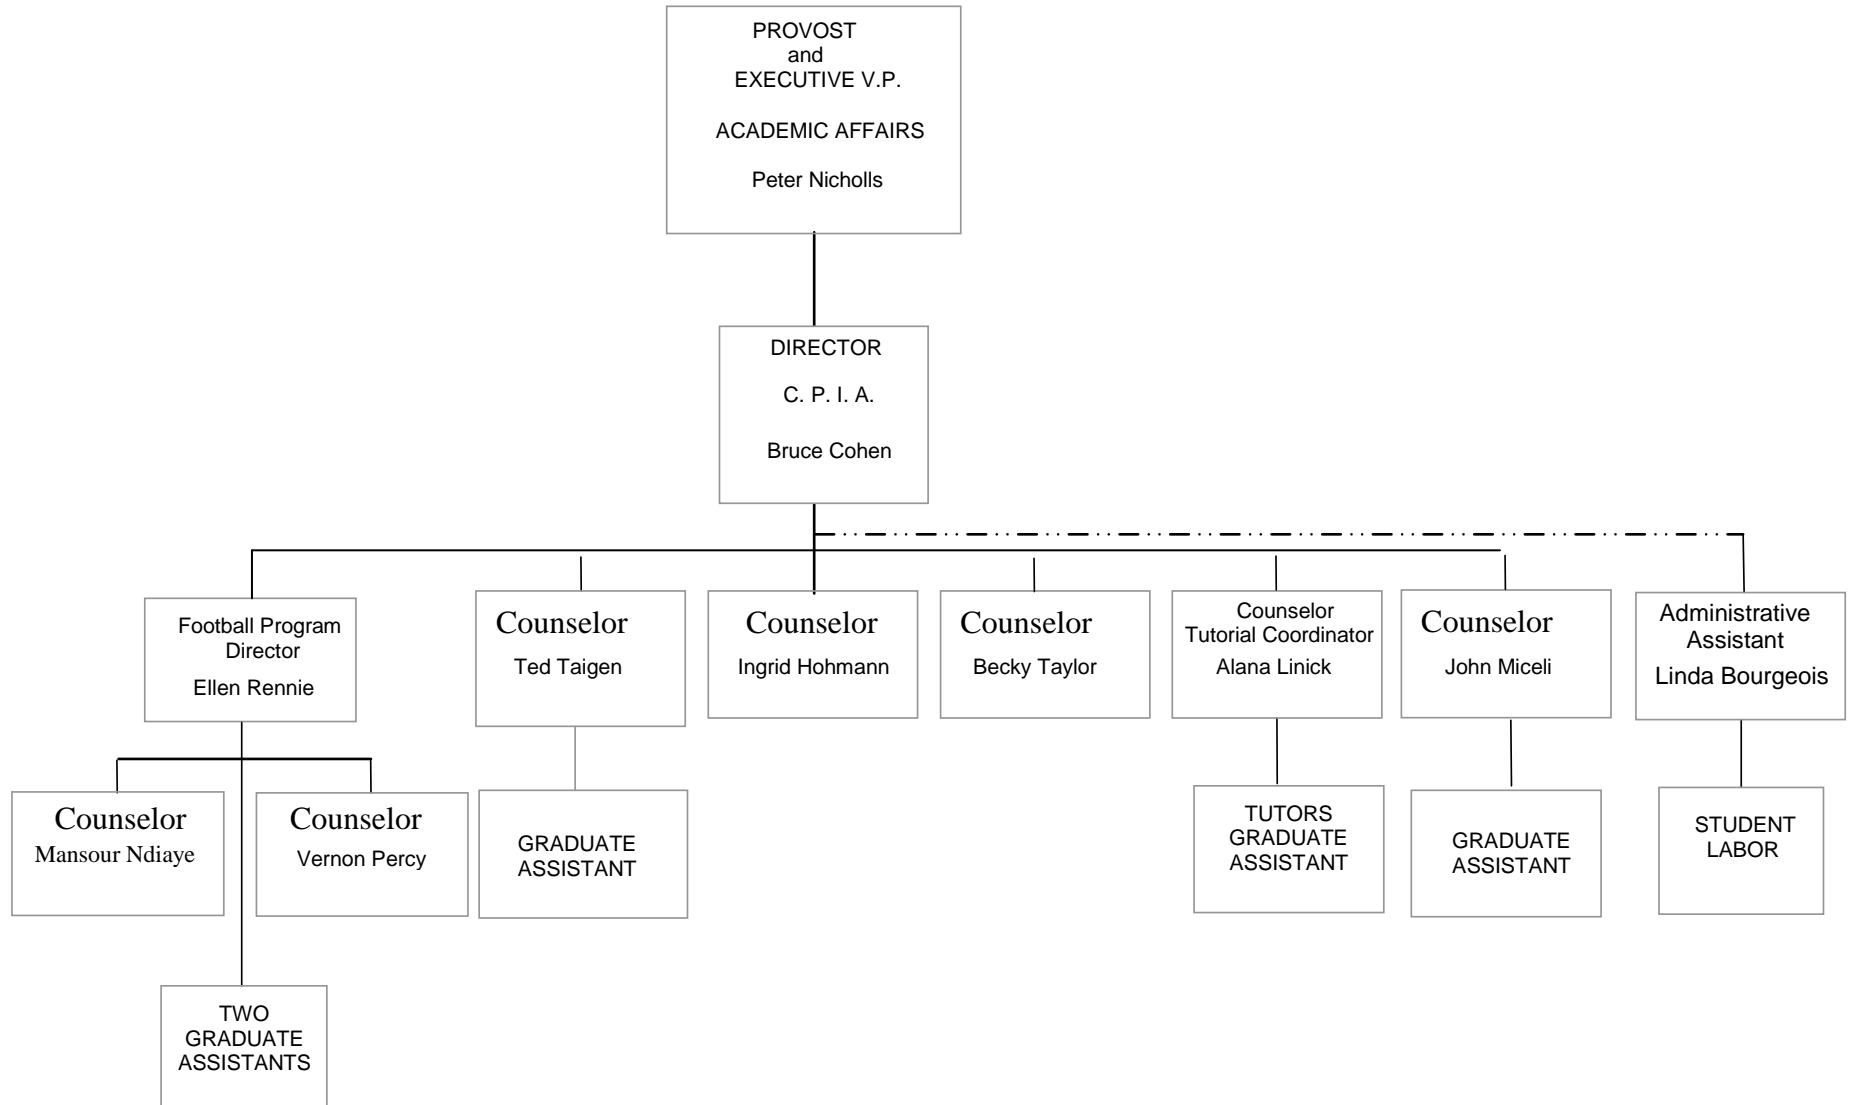 PROVOST
and
EXECUTIVE V.P.
ACADEMIC AFFAIRS
Peter Nicholls
DIRECTOR
C. P. I. A.
Bruce Cohen
Football Program
Director
Ellen Rennie
Counselor
Ted Taigen
Counselor
Ingrid Hohmann
Counselor
Becky Taylor
Counselor
Tutorial Coordinator
Alana Linick
Counselor
John Miceli
Administrative
Assistant
Linda Bourgeois
Counselor
Mansour Ndiaye
Counselor
Vernon Percy
GRADUATE
ASSISTANT
TUTORS
GRADUATE
ASSISTANT
GRADUATE
ASSISTANT
STUDENT
LABOR
TWO
GRADUATE
ASSISTANTS